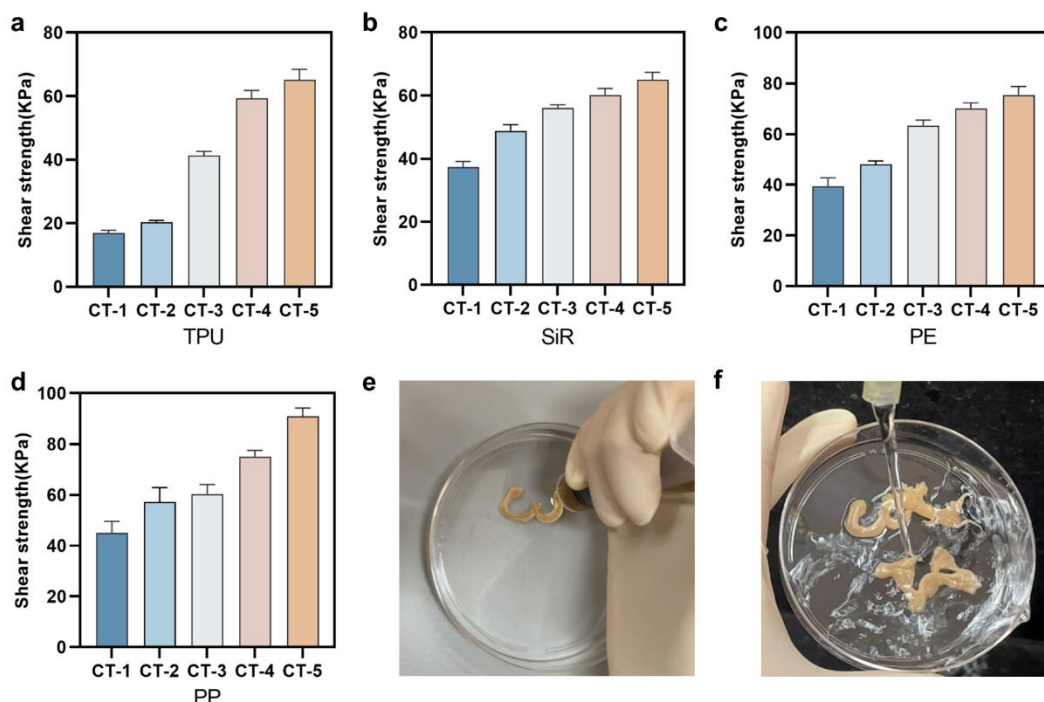 a
Shear strength(KPa)
80
60
40
20
0
CT-1 CT-2 CT-3 CT-4 CT-5
TPU
b
Shear strength(KPa)
80
60
40
20
0
CT-1 CT-2 CT-3 CT-4 CT-5
SiR
c
Shear strength(KPa)
100
80
60
40
20
0
CT-1 CT-2 CT-3 CT-4 CT-5
PE
d
Shear strength(KPa)
100
80
60
40
20
0
CT-1 CT-2 CT-3 CT-4 CT-5
PP
e
f